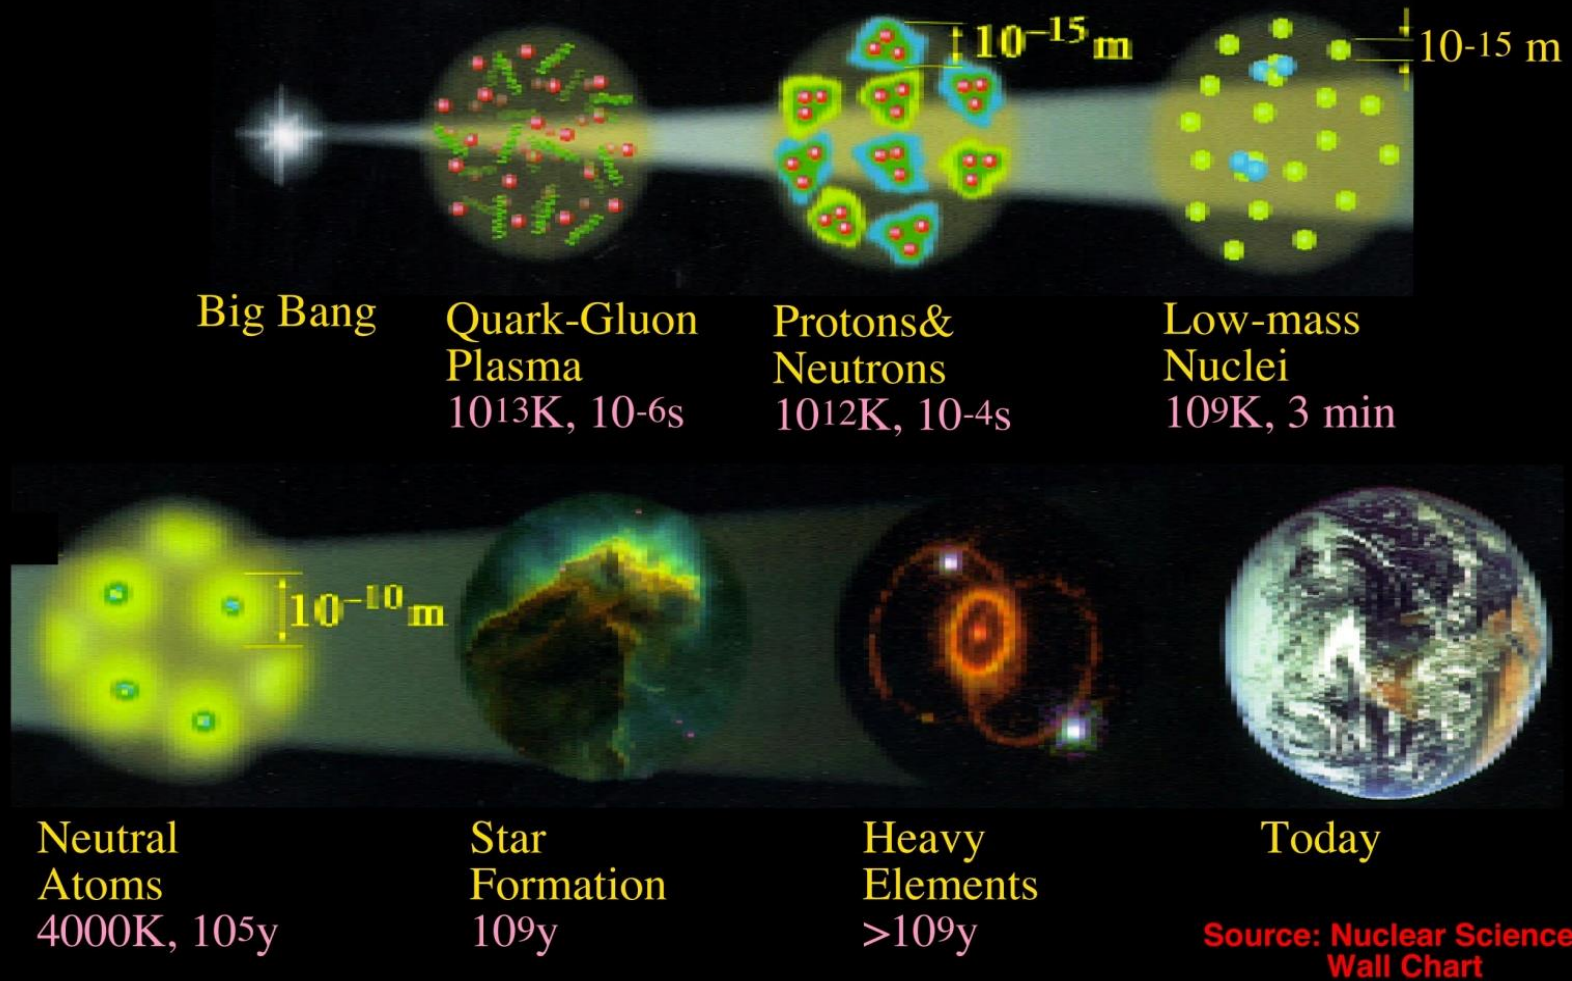 10⁻¹⁵m
10-15 m
Big Bang
Quark-Gluon
Plasma
10¹³K, 10-⁶s
Protons&
Neutrons
10¹²K, 10-⁴s
Low-mass
Nuclei
10⁹K, 3 min
10⁻¹⁰m
Neutral
Atoms
4000K, 10⁵y
Star
Formation
10⁹y
Heavy
Elements
>10⁹y
Today
Source: Nuclear Science
Wall Chart